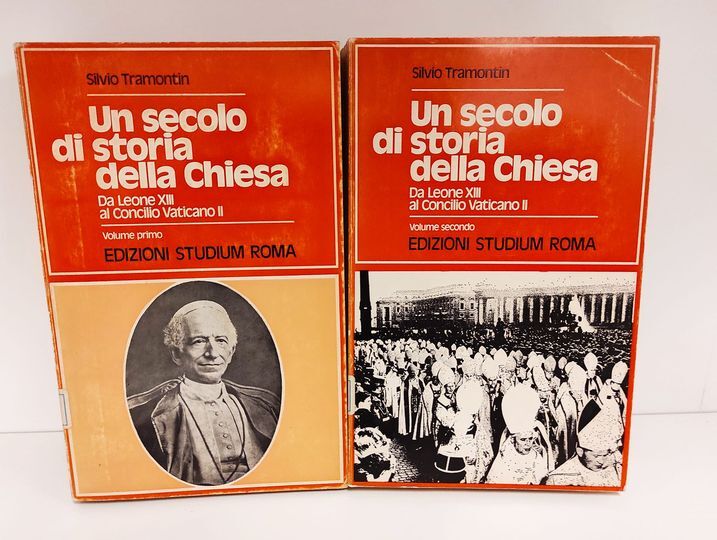 Silvio Tramontin
Un secolo
di storia
della Chiesa
Da Leone XIII
al Concilio Vaticano II
Volume primo
EDIZIONI STUDIUM ROMA
Silvio Tramontin
Un secolo
di storia
della Chiesa
Da Leone XIII
al Concilio Vaticano II
Volume secondo
EDIZIONI STUDIUM ROMA